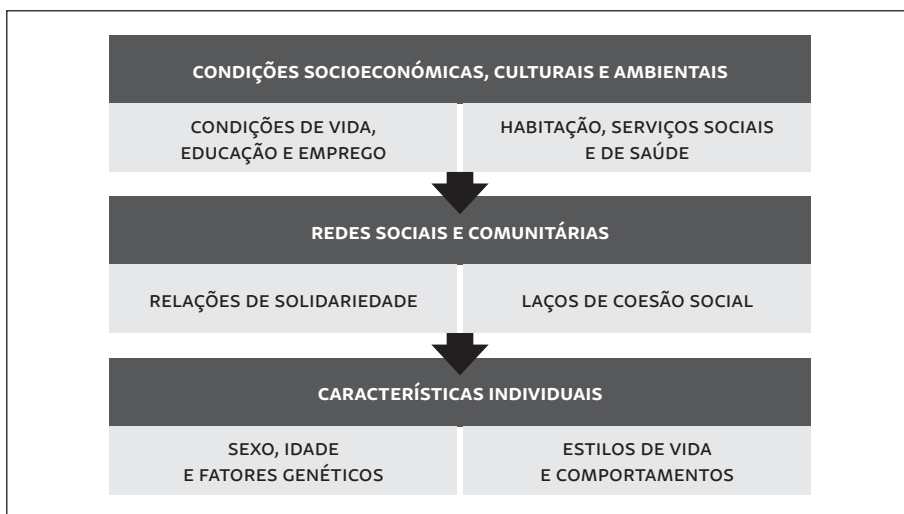 CONDIÇÕES SOCIOECONÓMICAS, CULTURAIS E AMBIENTAIS
CONDIÇÕES DE VIDA,
EDUCAÇÃO E EMPREGO
HABITAÇÃO, SERVIÇOS SOCIAIS
E DE SAÚDE
REDES SOCIAIS E COMUNITÁRIAS
RELAÇÕES DE SOLIDARIEDADE
LAÇOS DE COESÃO SOCIAL
CARACTERÍSTICAS INDIVIDUAIS
SEXO, IDADE
E FATORES GENÉTICOS
ESTILOS DE VIDA
E COMPORTAMENTOS